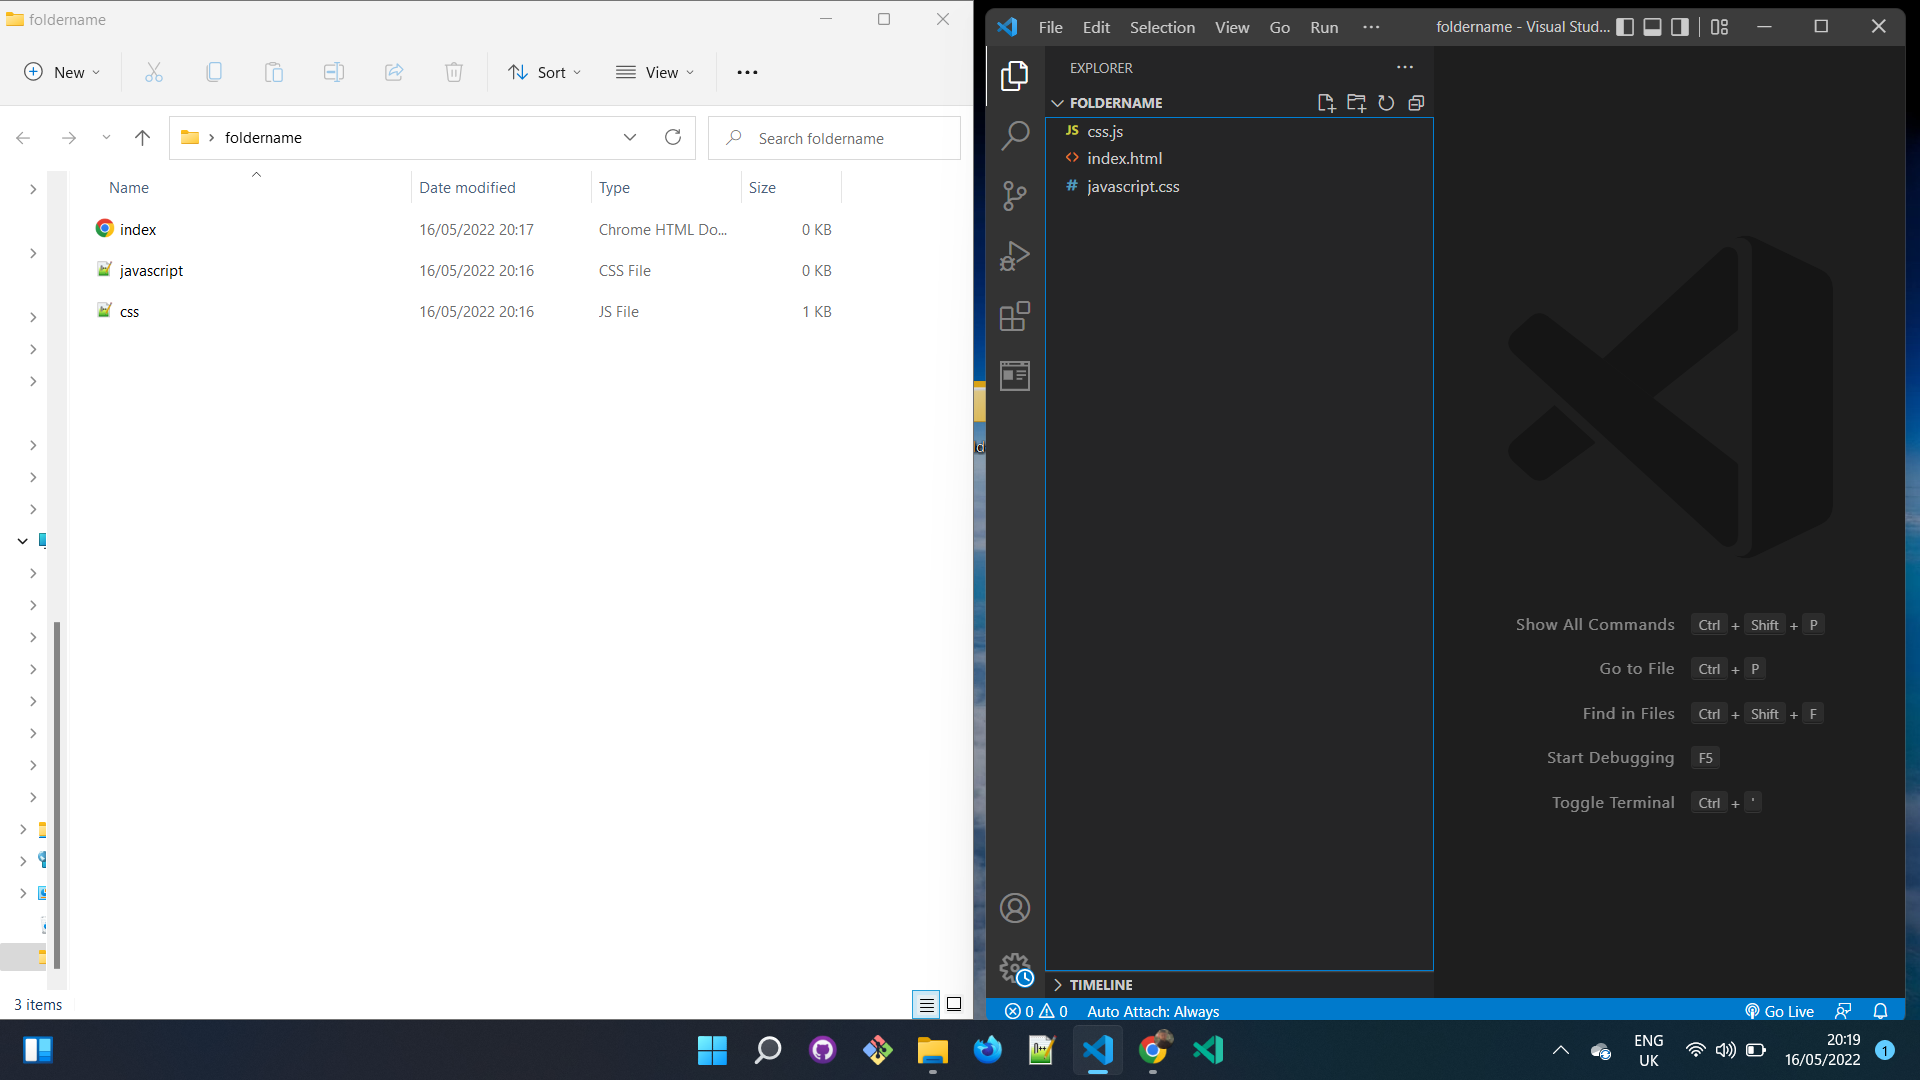 foldername
New
Sort
View
foldername
Search foldername
Name Date modified Type Size
index 16/05/2022 20:17 Chrome HTML Do... 0 KB
javascript 16/05/2022 20:16 CSS File 0 KB
css 16/05/2022 20:16 JS File 1 KB
3 items
File Edit Selection View Go Run ··· foldername - Visual Stud...
EXPLORER
FOLDERNAME
JS css.js
<> index.html
# javascript.css
Show All Commands Ctrl + Shift + P
Go to File Ctrl + P
Find in Files Ctrl + Shift + F
Start Debugging F5
Toggle Terminal Ctrl + '
TIMELINE
0 0 Auto Attach: Always Go Live
ENG
UK
20:19
16/05/2022
1